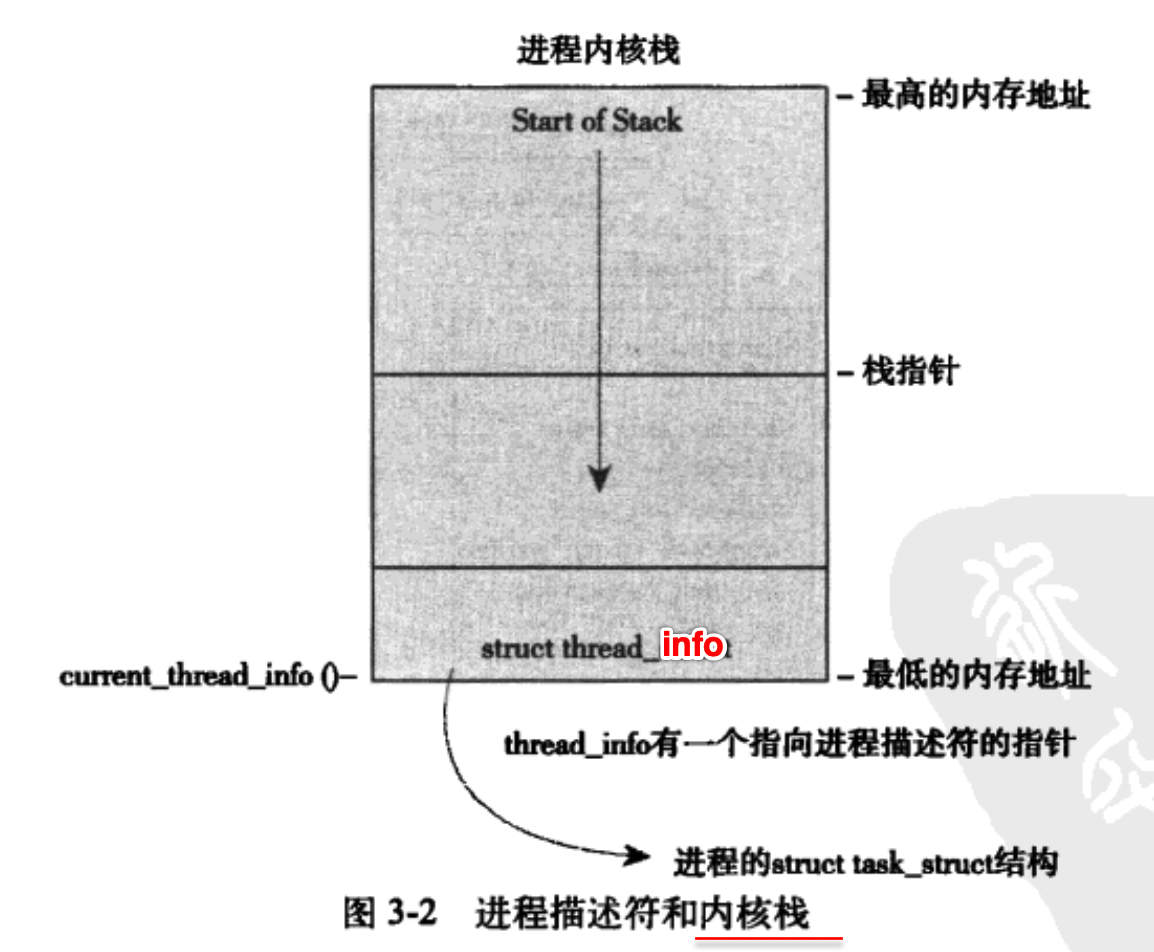 进程内核栈
最高的内存地址
Start of Stack
栈指针
struct thread_info
current_thread_info ()
最低的内存地址
thread_info有一个指向进程描述符的指针
进程的struct task_struct结构
图 3-2 进程描述符和内核栈